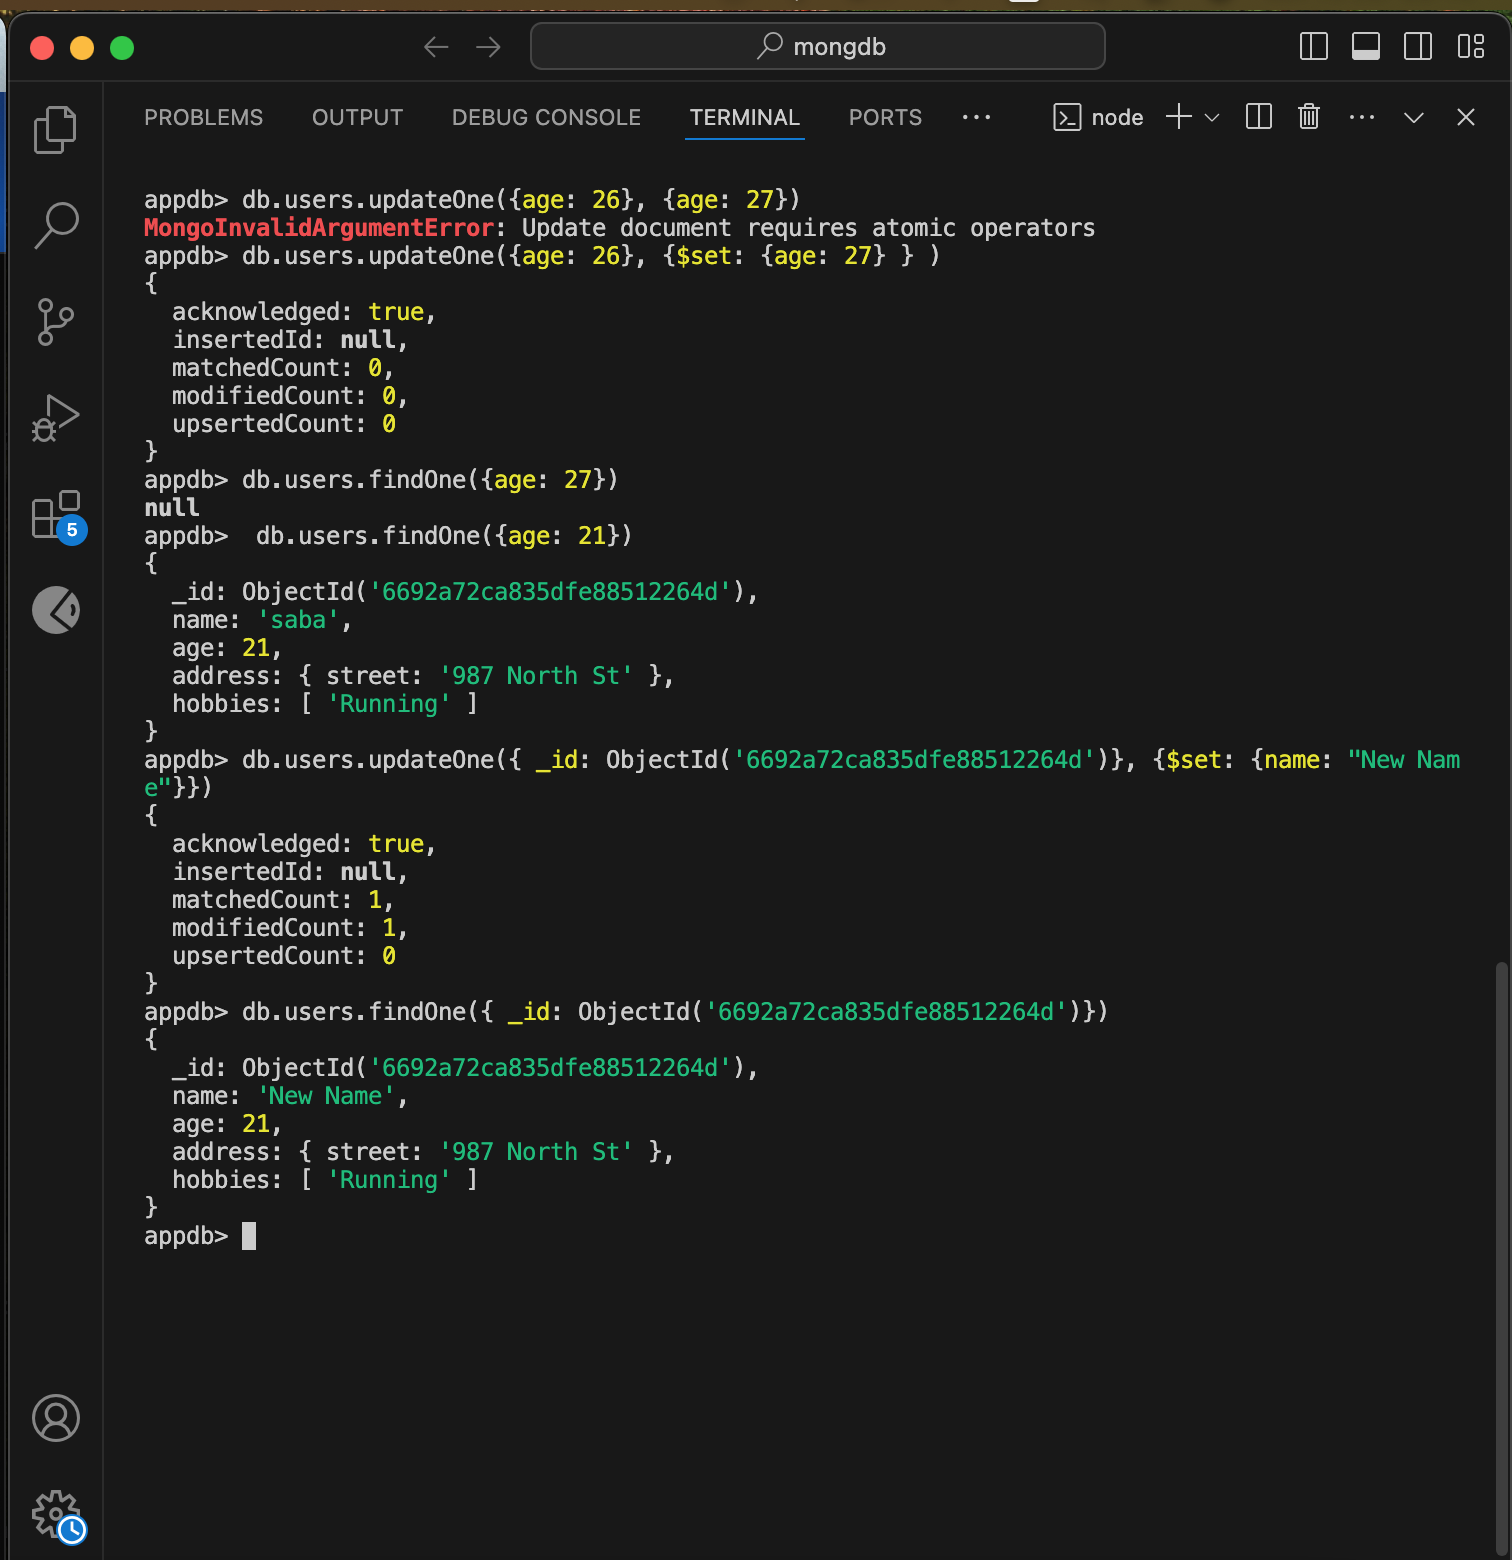 mongdb
PROBLEMS OUTPUT DEBUG CONSOLE TERMINAL PORTS ··· node
appdb> db.users.updateOne({age: 26}, {age: 27})
MongoInvalidArgumentError: Update document requires atomic operators
appdb> db.users.updateOne({age: 26}, {$set: {age: 27} } )
{
  acknowledged: true,
  insertedId: null,
  matchedCount: 0,
  modifiedCount: 0,
  upsertedCount: 0
}
appdb> db.users.findOne({age: 27})
null
appdb>  db.users.findOne({age: 21})
{
  _id: ObjectId('6692a72ca835dfe88512264d'),
  name: 'saba',
  age: 21,
  address: { street: '987 North St' },
  hobbies: [ 'Running' ]
}
appdb> db.users.updateOne({ _id: ObjectId('6692a72ca835dfe88512264d')}, {$set: {name: "New Nam
e"}})
{
  acknowledged: true,
  insertedId: null,
  matchedCount: 1,
  modifiedCount: 1,
  upsertedCount: 0
}
appdb> db.users.findOne({ _id: ObjectId('6692a72ca835dfe88512264d')})
{
  _id: ObjectId('6692a72ca835dfe88512264d'),
  name: 'New Name',
  age: 21,
  address: { street: '987 North St' },
  hobbies: [ 'Running' ]
}
appdb>
5